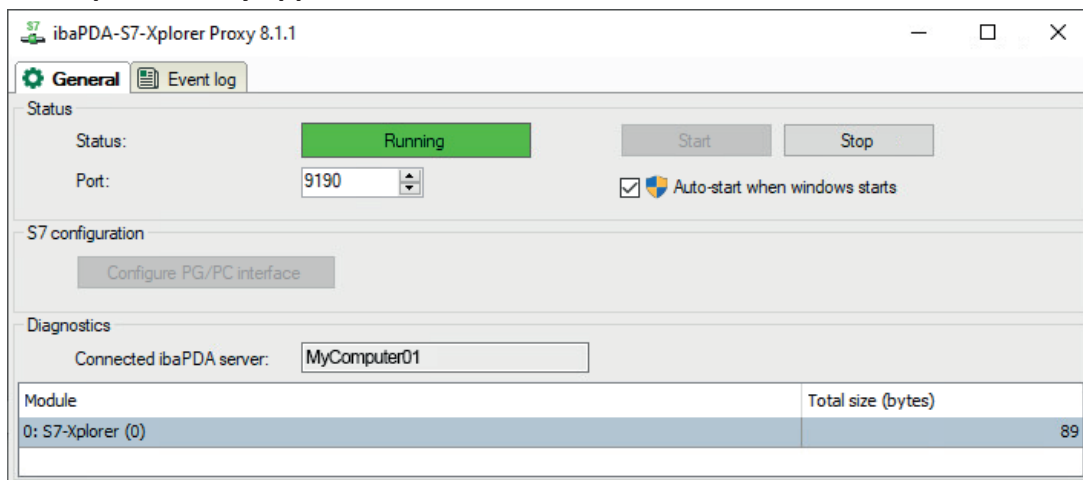 S7
ibaPDA-S7-Xplorer Proxy 8.1.1
General Event log
Status
Status: Running Start Stop
Port: 9190 Auto-start when windows starts
S7 configuration
Configure PG/PC interface
Diagnostics
Connected ibaPDA server: MyComputer01
Module Total size (bytes)
0: S7-Xplorer (0) 89